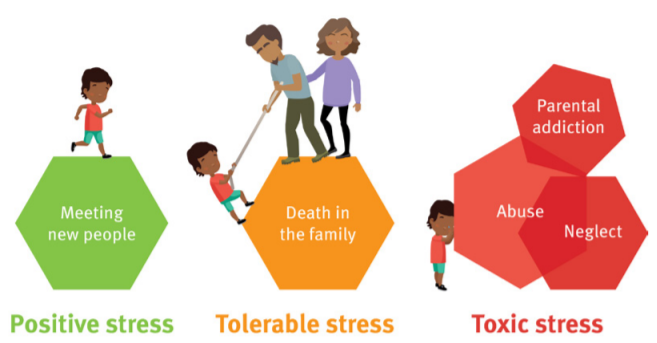 Meeting
new people
Positive stress
Death in
the family
Tolerable stress
Parental
addiction
Abuse
Neglect
Toxic stress